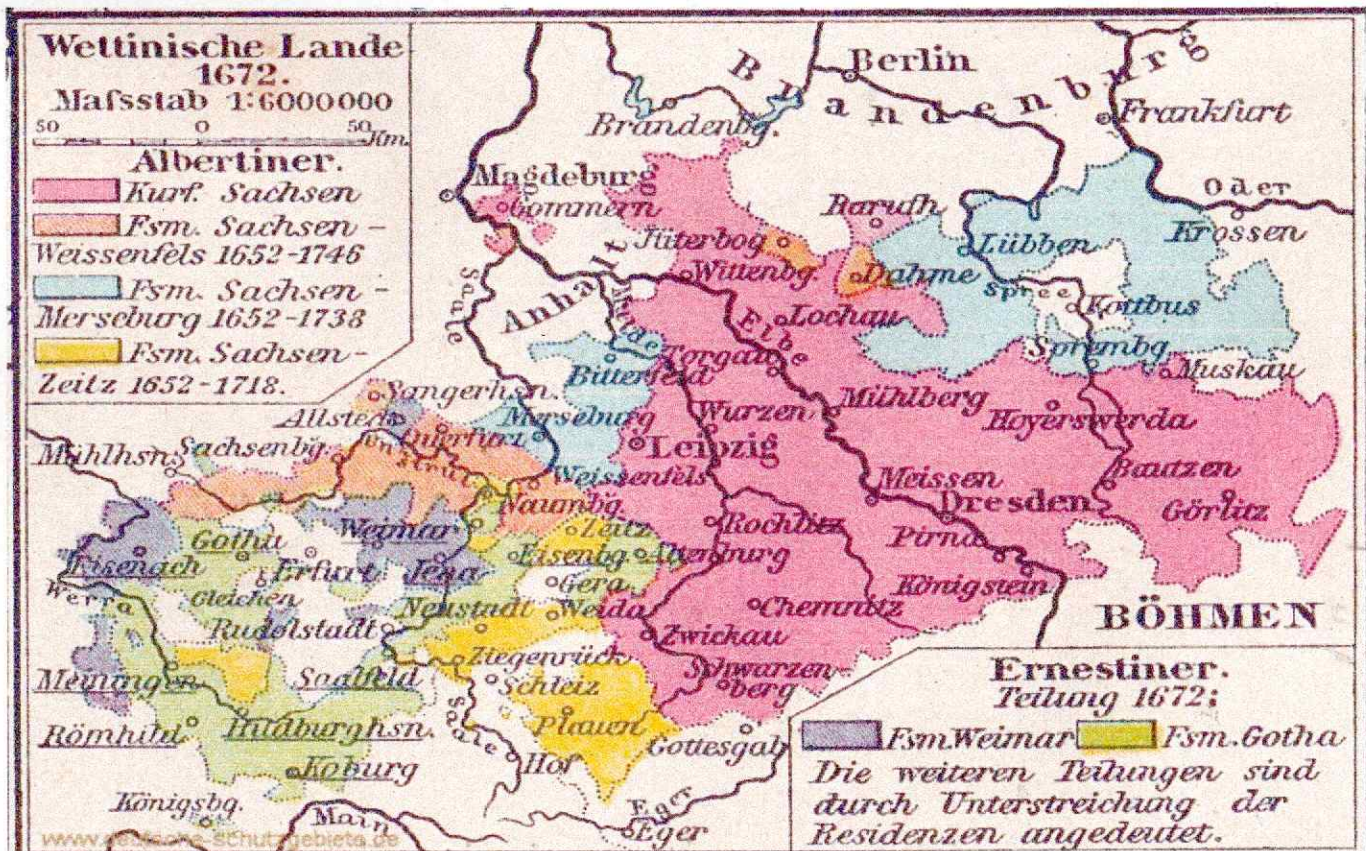 Wettinische Lande
1672.
Mafsstab 1:6000000
50 0 50 Km.
Albertiner.
Kurf. Sachsen
Fsm. Sachsen -
Weissenfels 1652-1746
Fsm. Sachsen -
Merseburg 1652-1738
Fsm. Sachsen -
Zeitz 1652-1718.
Berlin
Brandenburg
Brandenbg.
Frankfurt
Oder
Magdeburg
Gommern
Baruth
Jüterbog
Lübben
Krossen
Wittenbg.
Dahme
Saale
Anhalt
Mulde
Spree
Kottbus
Lochau
Elbe
Torgau
Bitterfeld
Sprembg
Muskau
Sangerhsn.
Allstedt
Merseburg
Wurzen
Mühlberg
Hoyerswerda
Mühlhsn.
Sachsenbg.
Unstrut
Querfurt
Leipzig
Weissenfels
Meissen
Bautzen
Dresden
Görlitz
Naumbg.
Weimar
Zeitz
Rochlitz
Pirna
Gotha
Eisenach
Erfurt
Jena
Eisenbg.
Altenburg
Königstein
Gera
Werra
Gleichen
Neustadt
Weida
Chemnitz
Rudolstadt
Zwickau
BÖHMEN
Ziegenrück
Schwarzen
berg
Meiningen
Saalfeld
Schleiz
Plauen
Römhild
Hildburghsn.
Saale
Hof
Gottesgab
Koburg
Königsbg.
Main
Eger
Eger
Ernestiner.
Teilung 1672:
Fsm. Weimar Fsm. Gotha
Die weiteren Teilungen sind
durch Unterstreichung der
Residenzen angedeutet.
www.deutsche-schutzgebiete.de